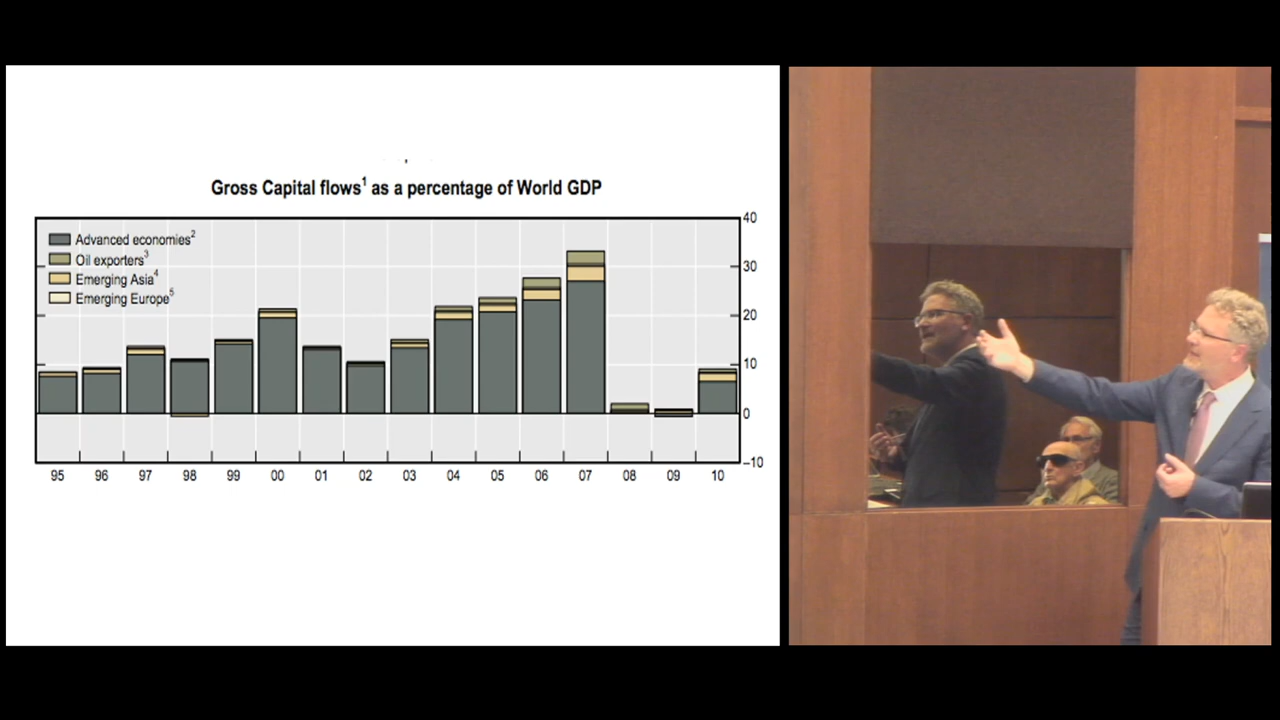 Gross Capital flows1 as a percentage of World GDP
Advanced economies2
Oil exporters3
Emerging Asia4
Emerging Europe5
40
30
20
10
0
–10
95 96 97 98 99 00 01 02 03 04 05 06 07 08 09 10